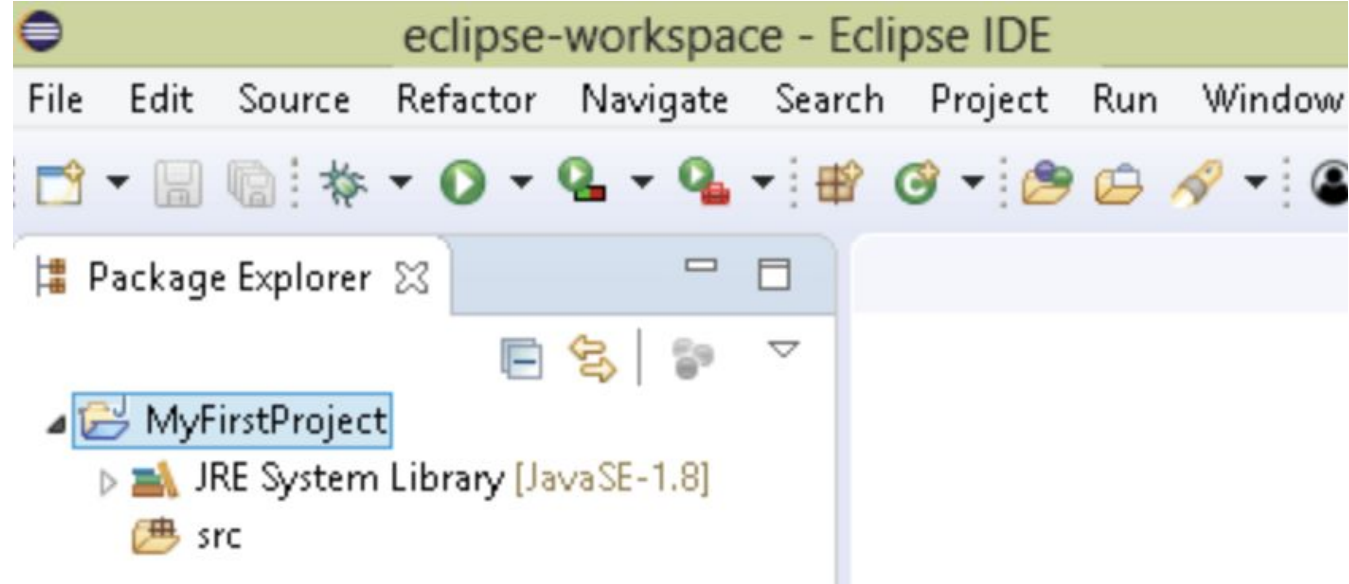 eclipse-workspace - Eclipse IDE
File Edit Source Refactor Navigate Search Project Run Window
Package Explorer
MyFirstProject
JRE System Library [JavaSE-1.8]
src